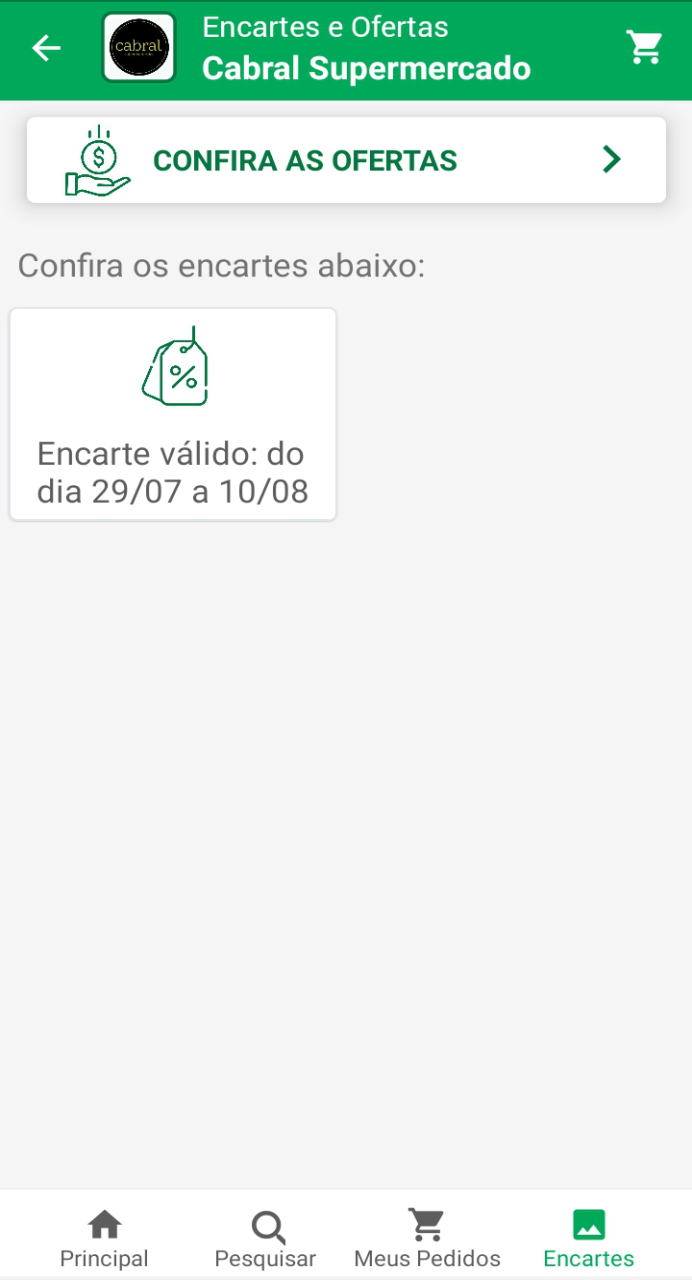 cabral
Encartes e Ofertas
Cabral Supermercado
CONFIRA AS OFERTAS
Confira os encartes abaixo:
Encarte válido: do
dia 29/07 a 10/08
Principal
Pesquisar
Meus Pedidos
Encartes